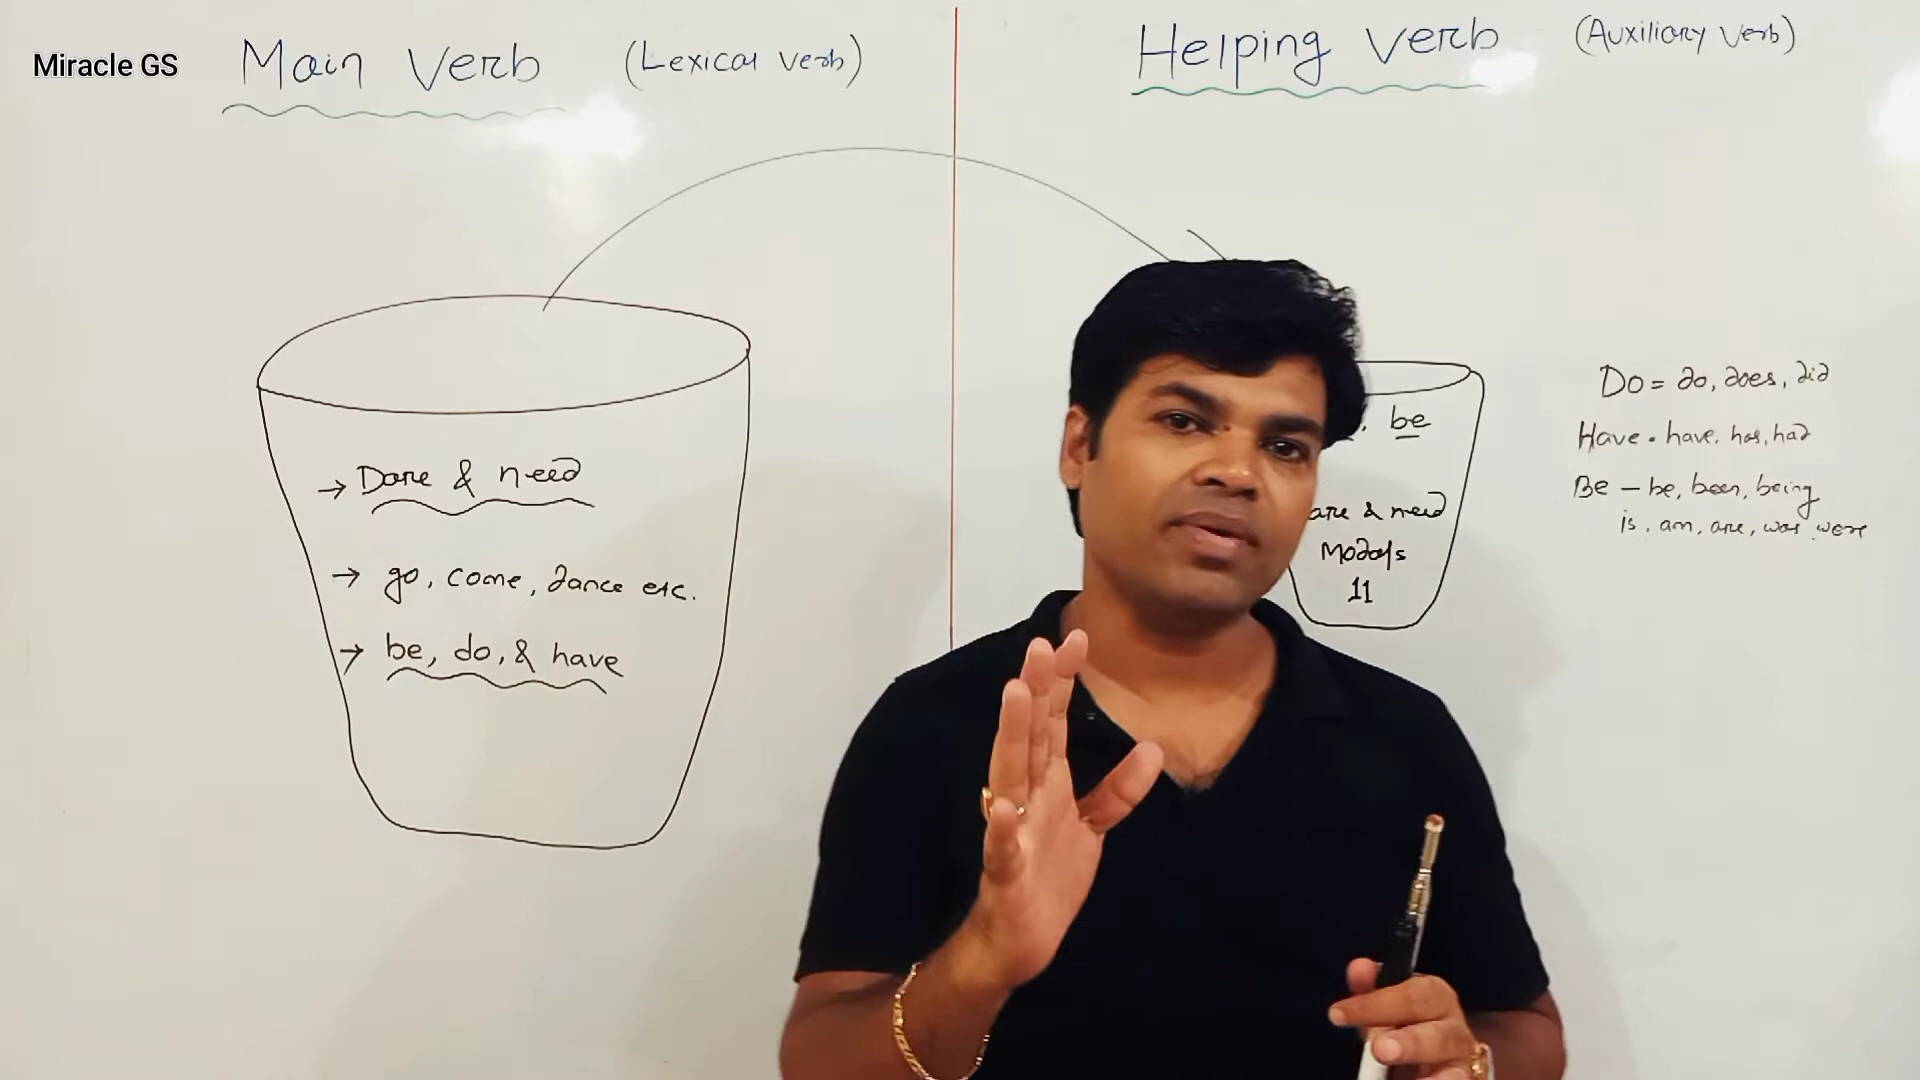 Miracle GS
Main Verb (Lexical Verb)
→ Dare & need
→ go, come, dance etc.
→ be, do, & have
Helping Verb (Auxiliary Verb)
be
& need
Modals
11
Do = do, does, did
Have - have, has, had
Be – be, been, being
is, am, are, was, were